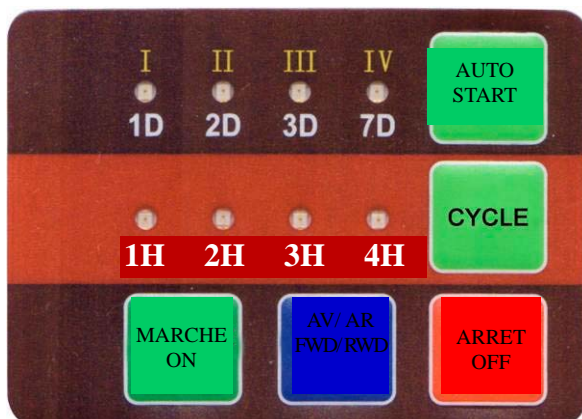 I II III IV
AUTO
START
1D 2D 3D 7D
CYCLE
1H 2H 3H 4H
MARCHE
ON
AV/ AR
FWD/RWD
ARRET
OFF